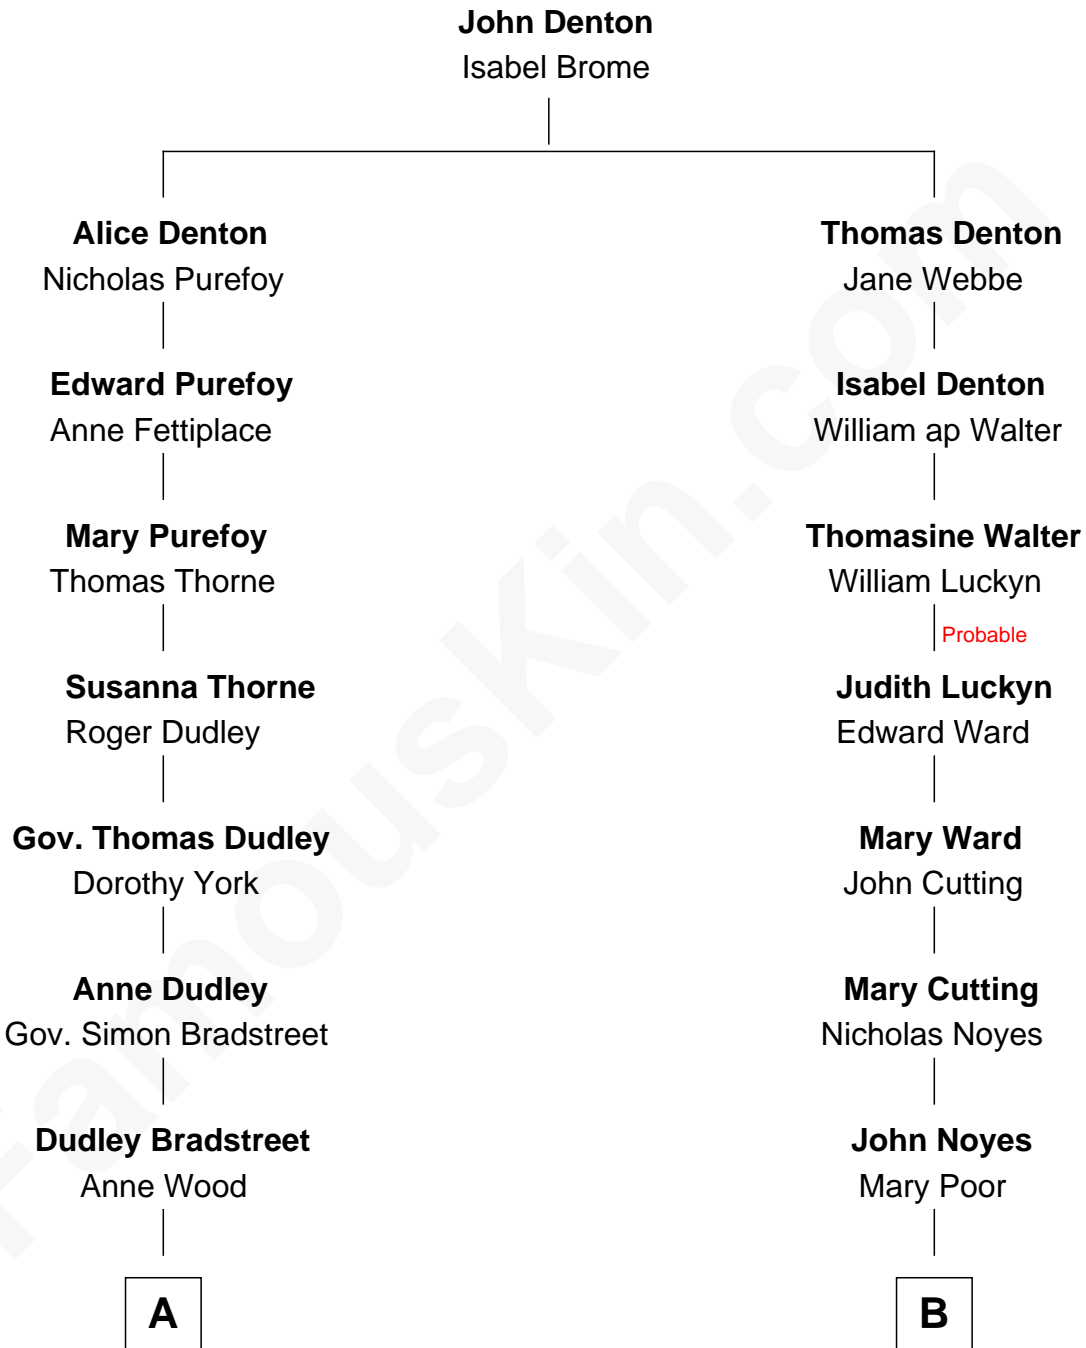 John Denton
Isabel Brome
Alice Denton
Nicholas Purefoy
Thomas Denton
Jane Webbe
Edward Purefoy
Anne Fettiplace
Isabel Denton
William ap Walter
Mary Purefoy
Thomas Thorne
Thomasine Walter
William Luckyn
Probable
Susanna Thorne
Roger Dudley
Judith Luckyn
Edward Ward
Gov. Thomas Dudley
Dorothy York
Mary Ward
John Cutting
Anne Dudley
Gov. Simon Bradstreet
Mary Cutting
Nicholas Noyes
Dudley Bradstreet
Anne Wood
John Noyes
Mary Poor
A
B
FamousKin.com